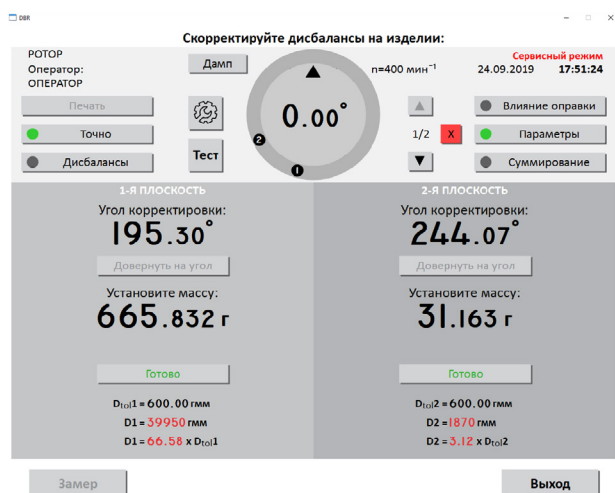 DBR
Скорректируйте дисбалансы на изделии:
РОТОР
Оператор:
ОПЕРАТОР
Дамп
n=400 мин⁻¹
Сервисный режим
24.09.2019 17:51:24
Печать
Точно
Дисбалансы
Тест
0.00°
2
1
1/2 X
Влияние оправки
Параметры
Суммирование
1-Я ПЛОСКОСТЬ
Угол корректировки:
195.30°
Довернуть на угол
Установите массу:
665.832 г
Готово
Dtol1 = 600.00 гмм
D1 = 39950 гмм
D1 = 66.58 x Dtol1
2-Я ПЛОСКОСТЬ
Угол корректировки:
244.07°
Довернуть на угол
Установите массу:
31.163 г
Готово
Dtol2 = 600.00 гмм
D2 = 1870 гмм
D2 = 3.12 x Dtol2
Замер
Выход